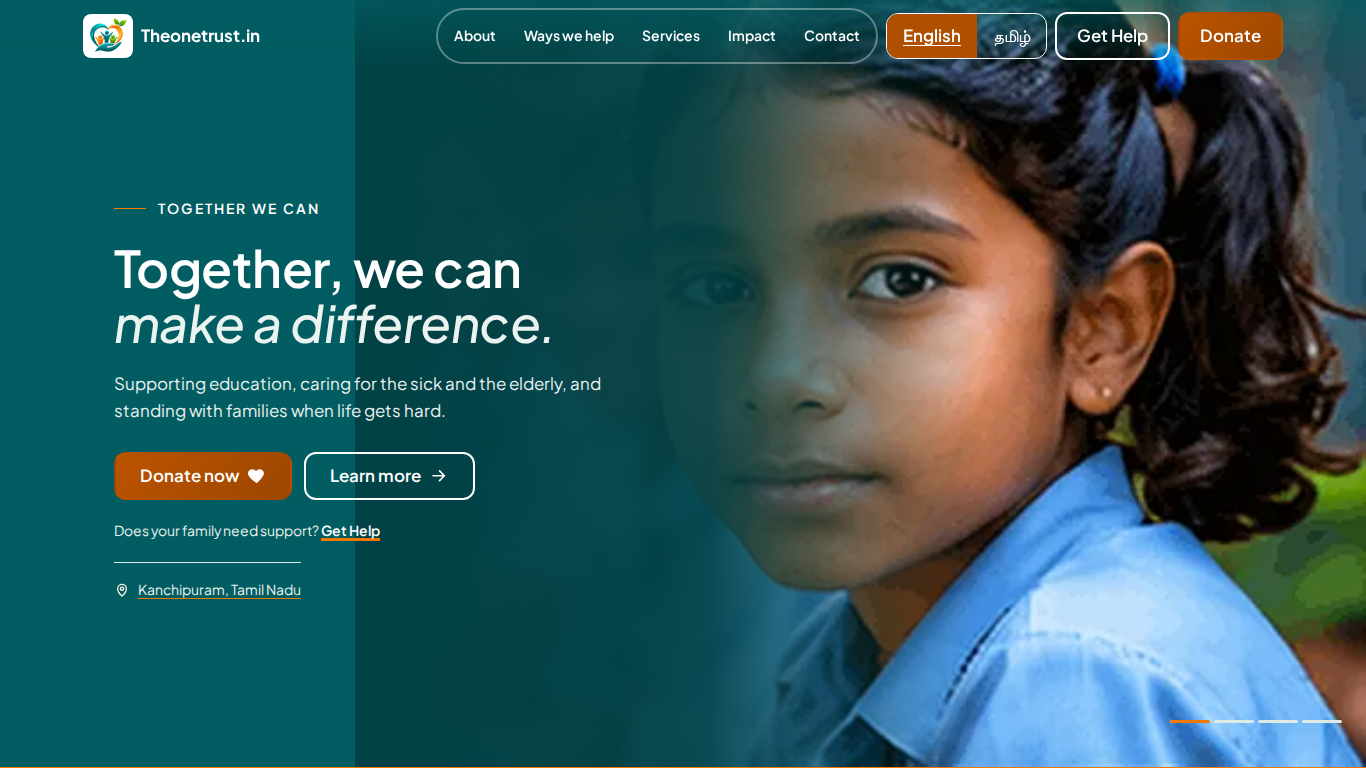 Theonetrust.in
About
Ways we help
Services
Impact
Contact
English
தமிழ்
Get Help
Donate
TOGETHER WE CAN
Together, we can
make a difference.
Supporting education, caring for the sick and the elderly, and
standing with families when life gets hard.
Donate now
Learn more
Does your family need support? Get Help
Kanchipuram, Tamil Nadu